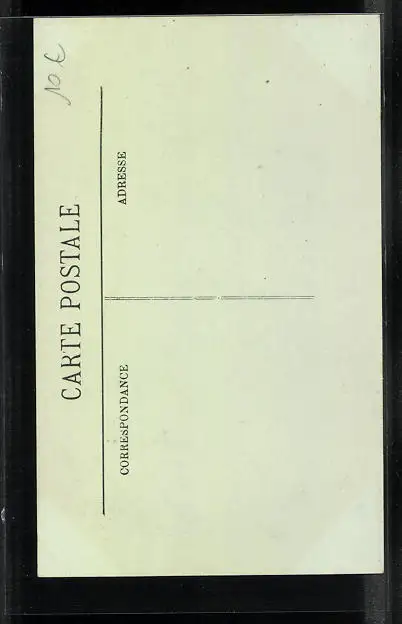 10 €
CARTE POSTALE
CORRESPONDANCE
ADRESSE